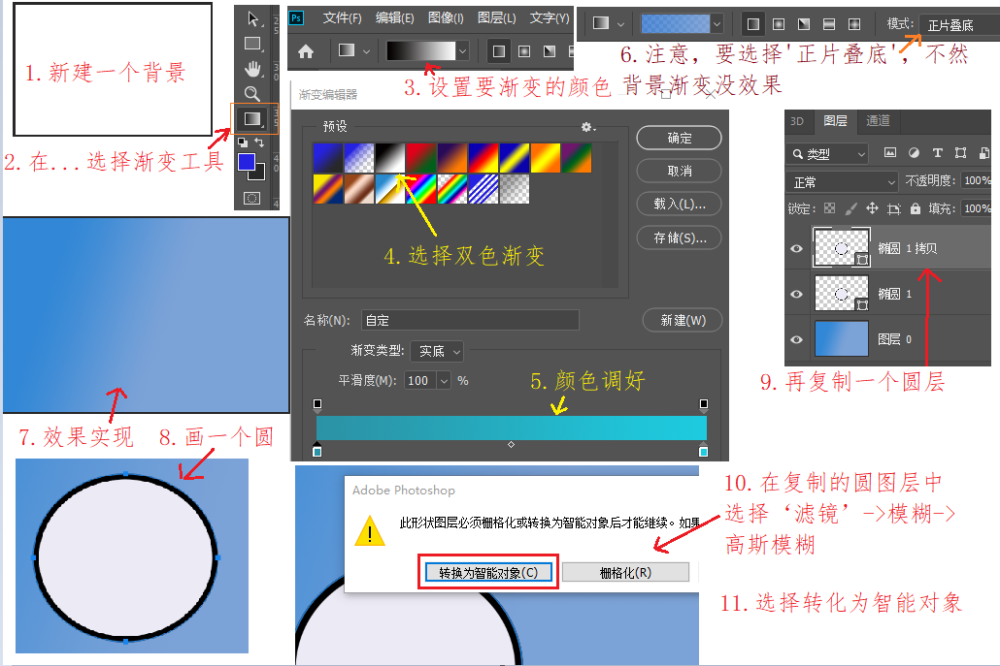 1.新建一个背景
2.在...选择渐变工具
文件(F) 编辑(E) 图像(I) 图层(L) 文字(Y)
3.设置要渐变的颜色
模式: 正片叠底
6.注意，要选择'正片叠底'，不然
背景渐变没效果
渐变编辑器
预设
确定
取消
载入(L)...
存储(S)...
4.选择双色渐变
名称(N): 自定
新建(W)
渐变类型: 实底
平滑度(M): 100 %
5.颜色调好
3D 图层 通道
类型
正常 不透明度: 100%
锁定: 填充: 100%
椭圆 1 拷贝
椭圆 1
图层 0
9.再复制一个圆层
7.效果实现
8.画一个圆
Adobe Photoshop
此形状图层必须栅格化或转换为智能对象后才能继续。如果
转换为智能对象(C) 栅格化(R)
10.在复制的圆图层中
选择‘滤镜’->模糊->
高斯模糊
11.选择转化为智能对象